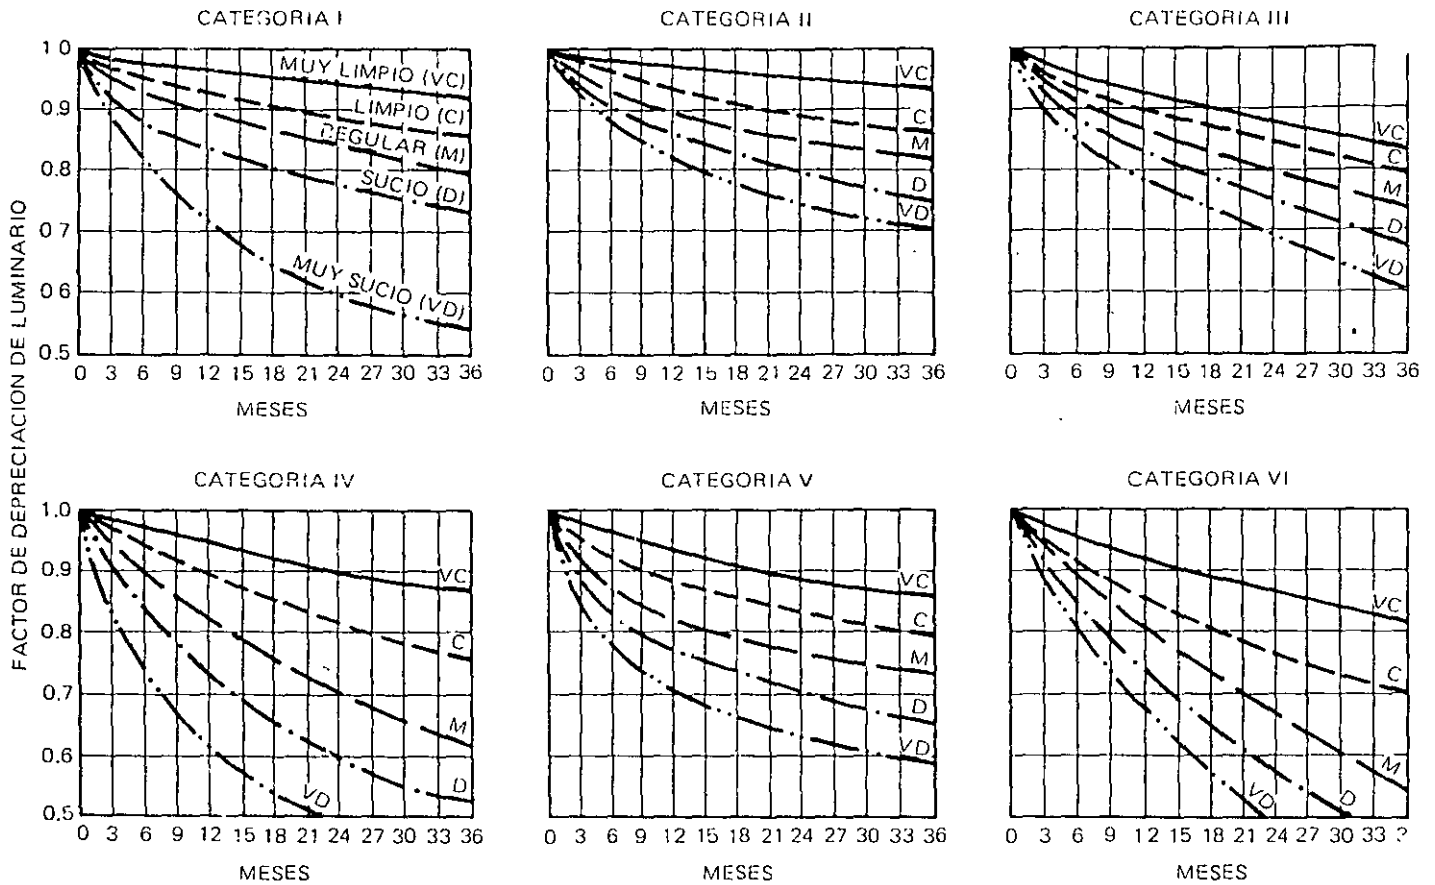 CATEGORIA I
CATEGORIA II
CATEGORIA III
FACTOR DE DEPRECIACION DE LUMINARIO
1.0
0.9
0.8
0.7
0.6
0.5
MUY LIMPIO (VC)
LIMPIO (C)
REGULAR (M)
SUCIO (D)
MUY SUCIO (VD)
0 3 6 9 12 15 18 21 24 27 30 33 36
MESES
VC
C
M
D
VD
0 3 6 9 12 15 18 21 24 27 30 33 36
MESES
VC
C
M
D
VD
0 3 6 9 12 15 18 21 24 27 30 33 36
MESES
CATEGORIA IV
CATEGORIA V
CATEGORIA VI
1.0
0.9
0.8
0.7
0.6
0.5
VC
C
M
D
VD
0 3 6 9 12 15 18 21 24 27 30 33 36
MESES
VC
C
M
D
VD
0 3 6 9 12 15 18 21 24 27 30 33 36
MESES
VC
C
M
D
VD
0 3 6 9 12 15 18 21 24 27 30 33
MESES